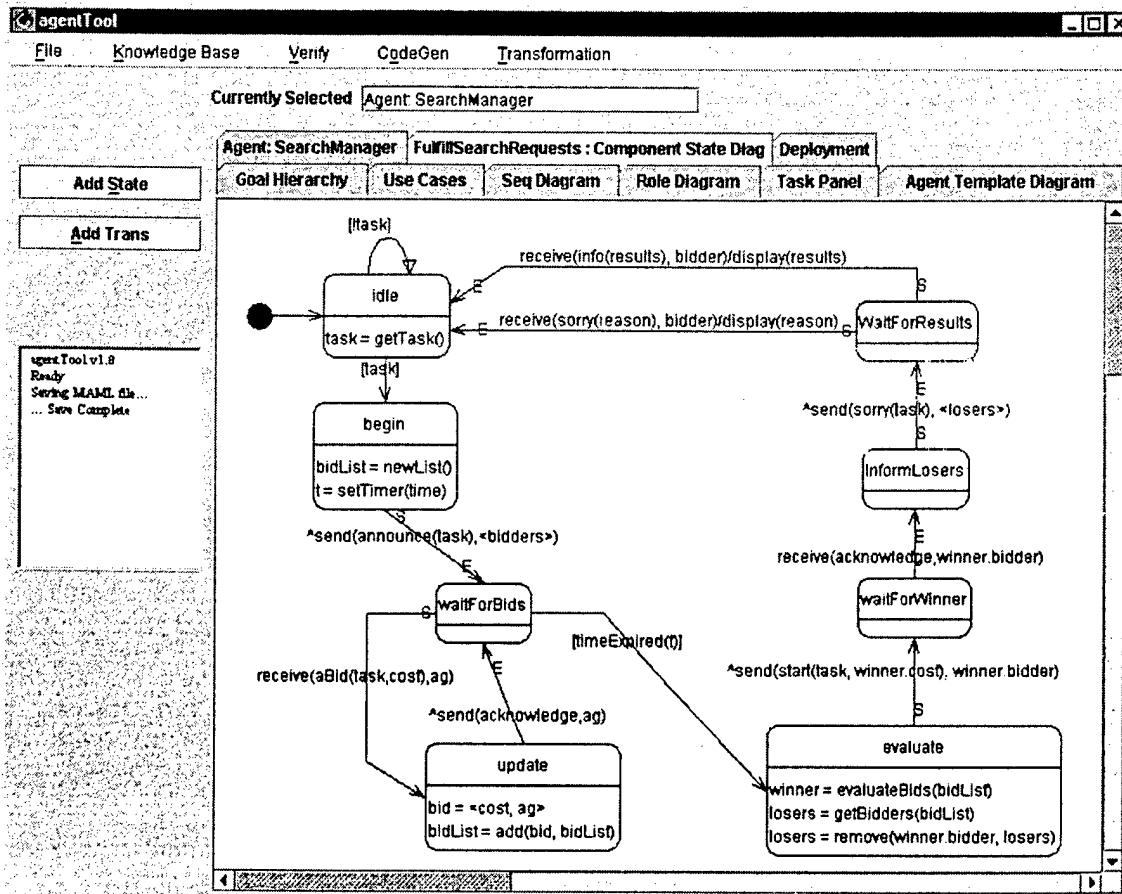 agentTool
File Knowledge Base Verify CodeGen Transformation
Currently Selected Agent: SearchManager
Agent: SearchManager FulfillSearchRequests : Component State Diag Deployment
Goal Hierarchy Use Cases Seq Diagram Role Diagram Task Panel Agent Template Diagram
Add State
Add Trans
agentTool v1.8
Ready
Saving MAML file...
... Save Complete
[!task]
receive(info(results), bidder)/display(results)
E
S
idle
task = getTask()
receive(sorry(reason), bidder)/display(reason)
E
S
WaitForResults
[task]
E
^send(sorry(task), <losers>)
S
begin
bidList = newList()
t = setTimer(time)
S
InformLosers
^send(announce(task),<bidders>)
E
E
receive(acknowledge,winner.bidder)
waitForBids
S
waitForWinner
[timeExpired(t)]
receive(aBid(task,cost),ag)
E
^send(start(task, winner.cost), winner.bidder)
S
^send(acknowledge,ag)
update
bid = <cost, ag>
bidList = add(bid, bidList)
evaluate
winner = evaluateBids(bidList)
losers = getBidders(bidList)
losers = remove(winner.bidder, losers)